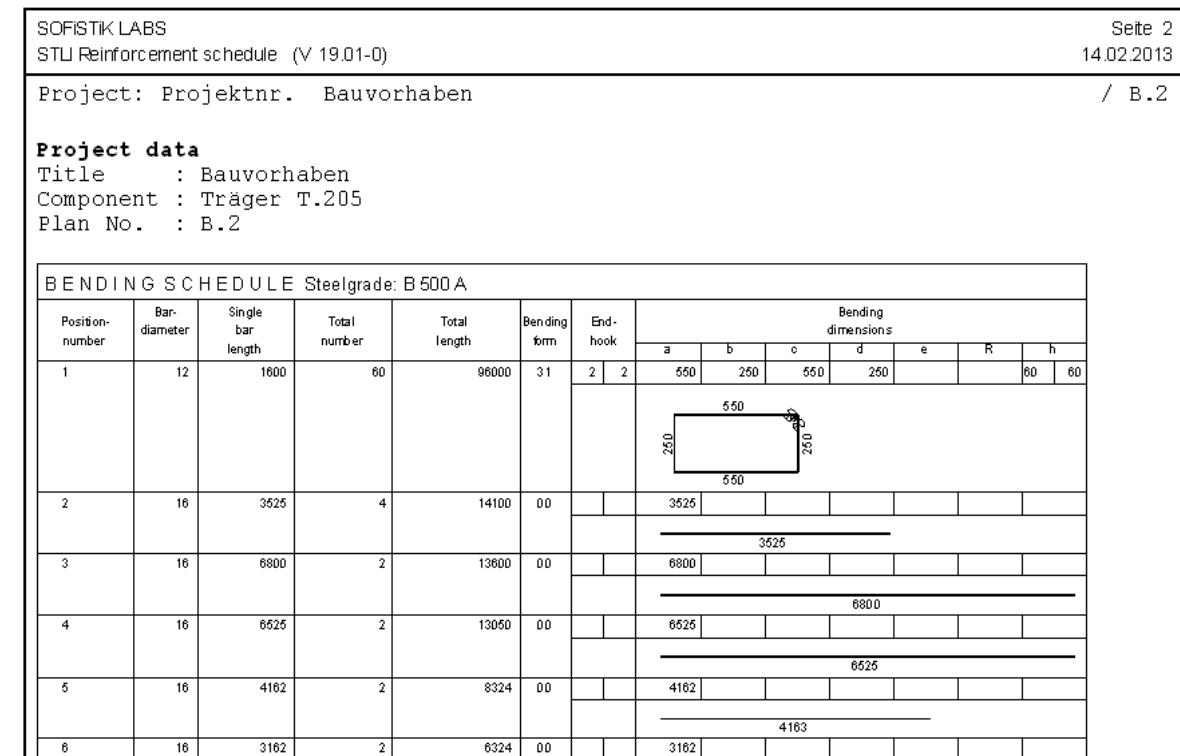 SOFiSTiK LABS Seite 2
STLI Reinforcement schedule (V 19.01-0) 14.02.2013
Project: Projektnr. Bauvorhaben / B.2
Project data
Title : Bauvorhaben
Component : Träger T.205
Plan No. : B.2
BENDING SCHEDULE Steelgrade: B 500 A
Position-number Bar-diameter Single bar length Total number Total length Bending form End-hook Bending dimensions
a b c d e R h
1 12 1600 60 96000 31 2 2 550 250 550 250 60 60
550
250 250
550
2 16 3525 4 14100 00 3525
3525
3 16 6800 2 13600 00 6800
6800
4 16 6525 2 13050 00 6525
6525
5 16 4162 2 8324 00 4162
4163
6 16 3162 2 6324 00 3162